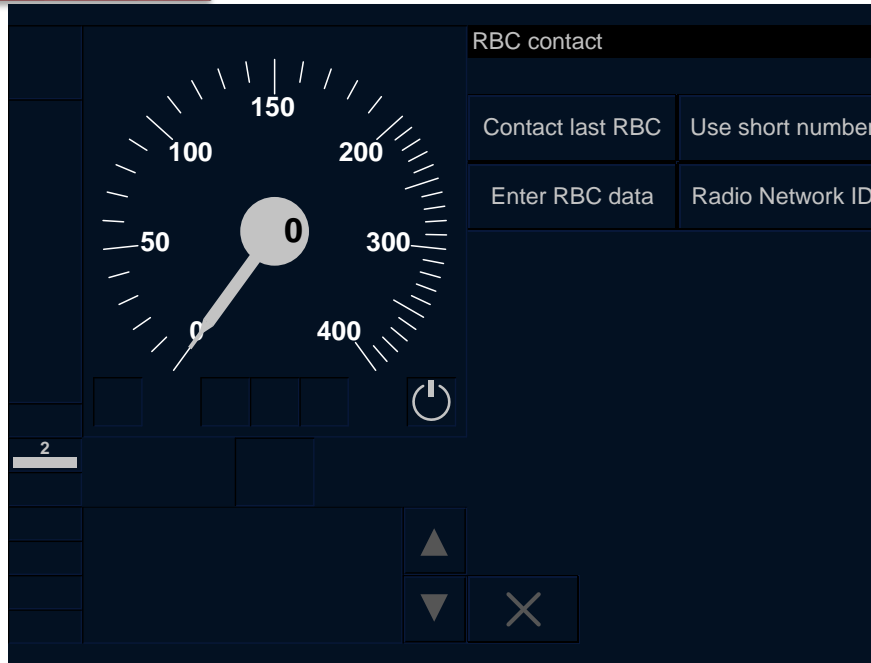 RBC contact
150
100
200
Contact last RBC
Use short number
Enter RBC data
Radio Network ID
0
50
300
0
400
2